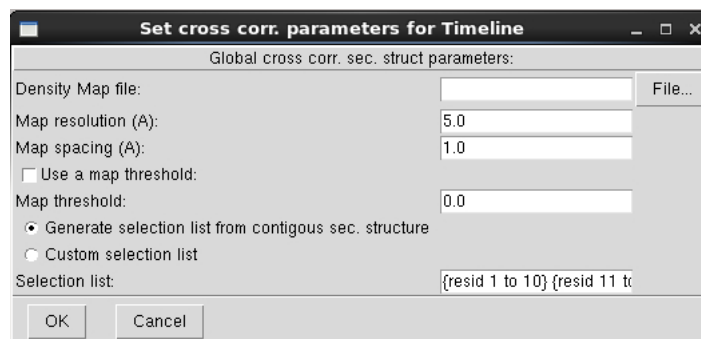 Set cross corr. parameters for Timeline
Global cross corr. sec. struct parameters:
Density Map file: File...
Map resolution (A): 5.0
Map spacing (A): 1.0
Use a map threshold:
Map threshold: 0.0
Generate selection list from contigous sec. structure
Custom selection list
Selection list: {resid 1 to 10} {resid 11 to
OK Cancel